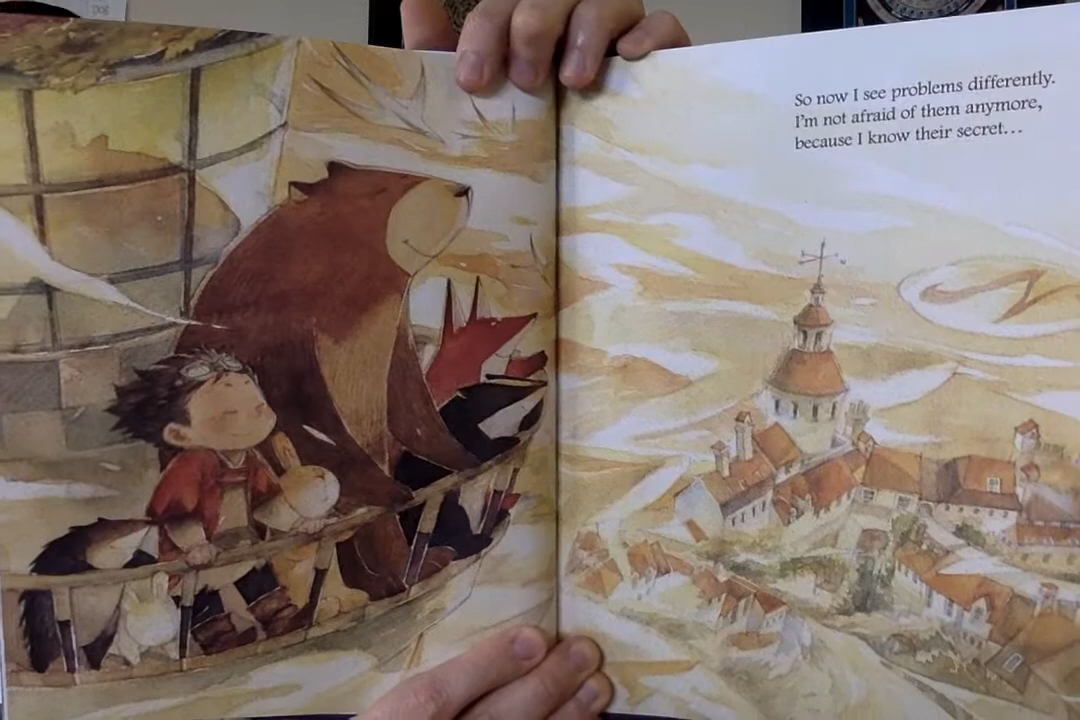 So now I see problems differently.
I'm not afraid of them anymore,
because I know their secret...